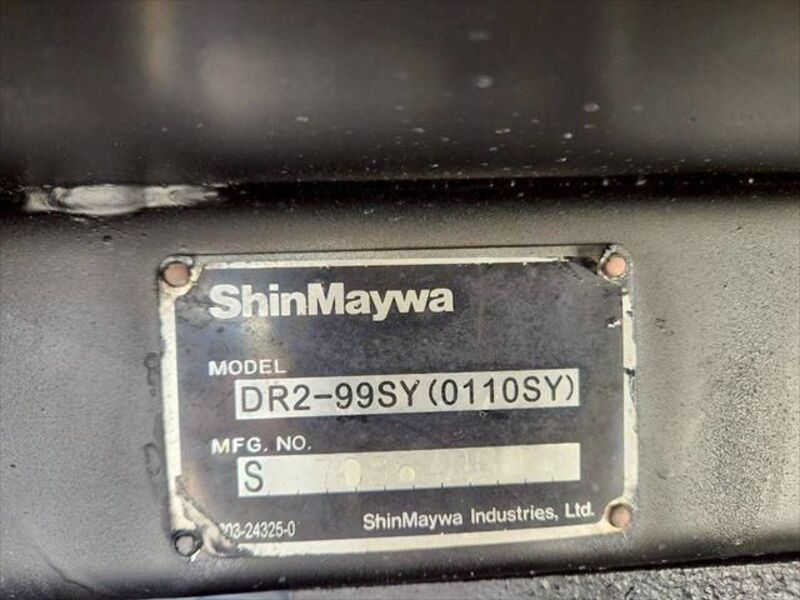 ShinMaywa
MODEL
DR2-99SY(0110SY)
MFG. NO.
S
ShinMaywa Industries, Ltd.